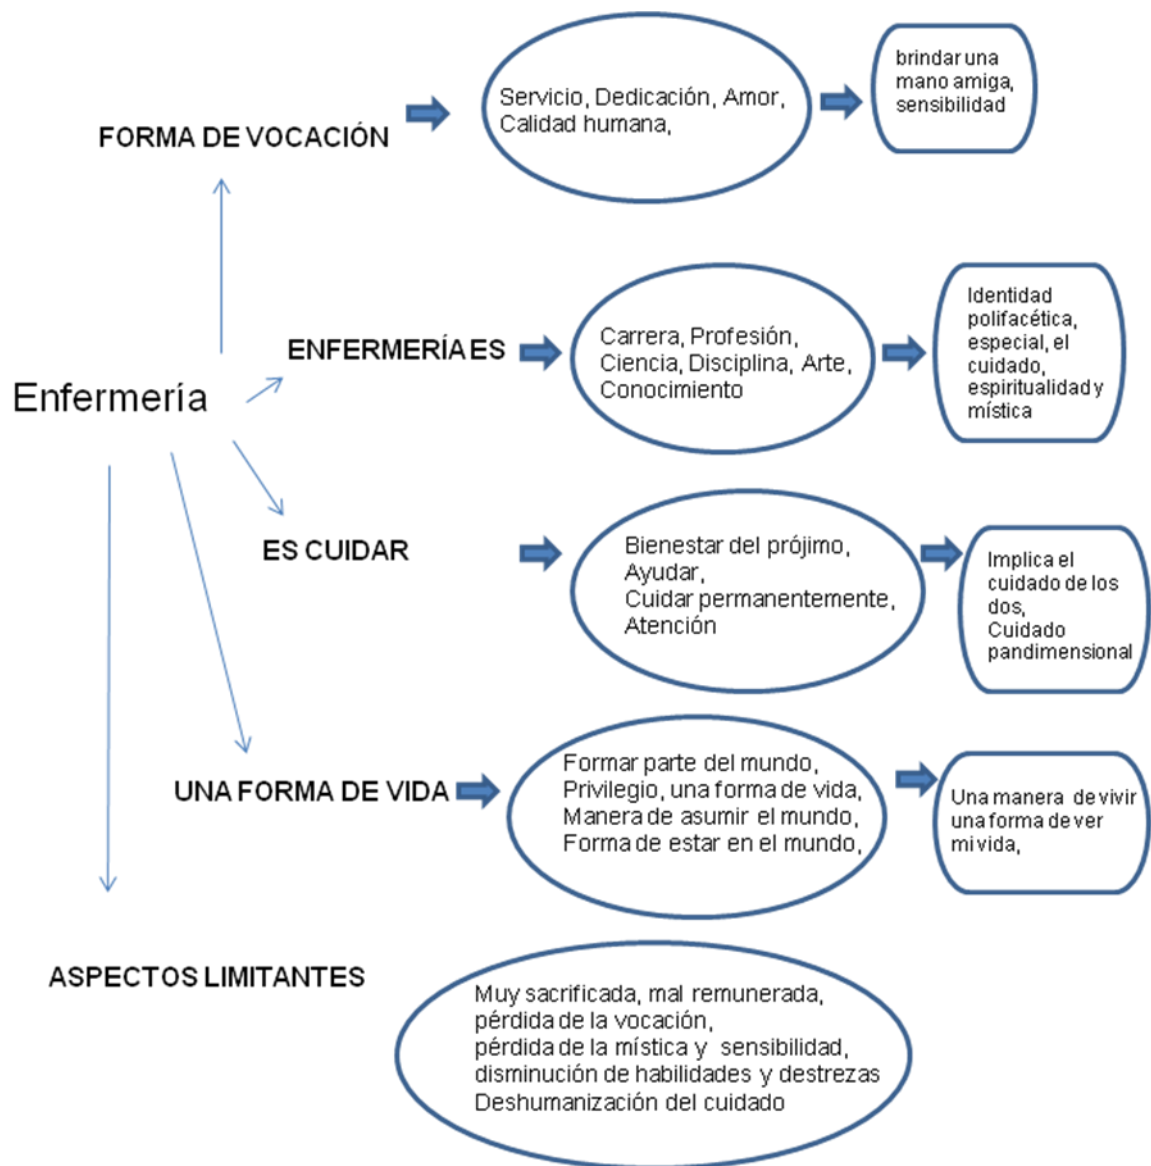 FORMA DE VOCACIÓN
Servicio, Dedicación, Amor,
Calidad humana,
brindar una
mano amiga,
sensibilidad
Enfermería
ENFERMERÍA ES
Carrera, Profesión,
Ciencia, Disciplina, Arte,
Conocimiento
Identidad
polifacética,
especial, el
cuidado,
espiritualidad y
mística
ES CUIDAR
Bienestar del prójimo,
Ayudar,
Cuidar permanentemente,
Atención
Implica el
cuidado de los
dos,
Cuidado
pandimensional
UNA FORMA DE VIDA
Formar parte del mundo,
Privilegio, una forma de vida,
Manera de asumir el mundo,
Forma de estar en el mundo,
Una manera de vivir
una forma de ver
mi vida,
ASPECTOS LIMITANTES
Muy sacrificada, mal remunerada,
pérdida de la vocación,
pérdida de la mística y sensibilidad,
disminución de habilidades y destrezas
Deshumanización del cuidado